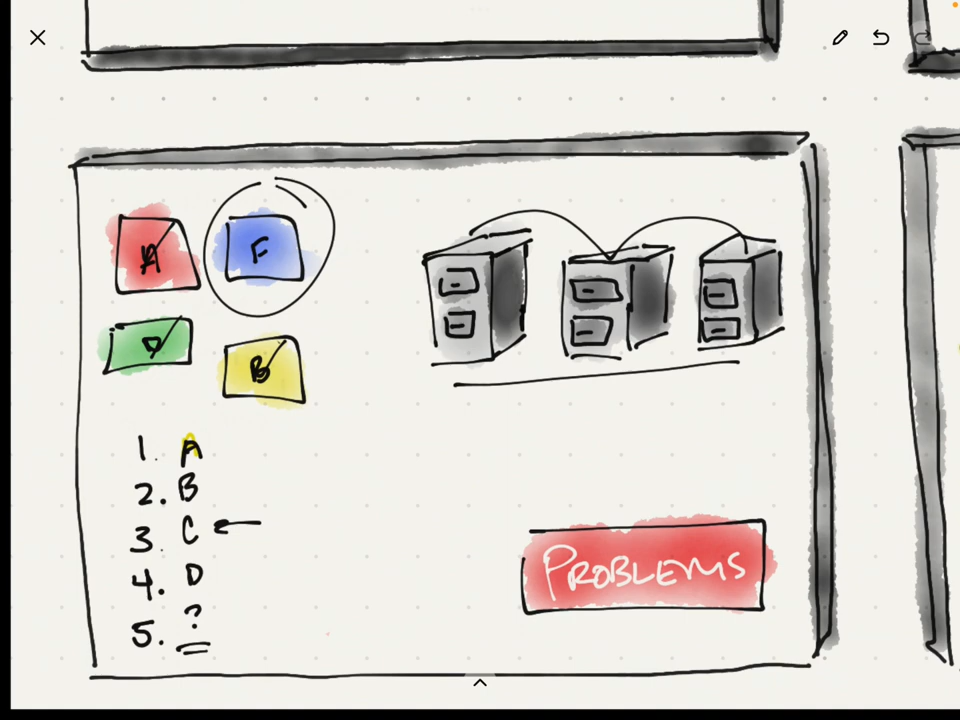 A F
D B
1. A
2. B
3. C
4. D
5. ?
PROBLEMS